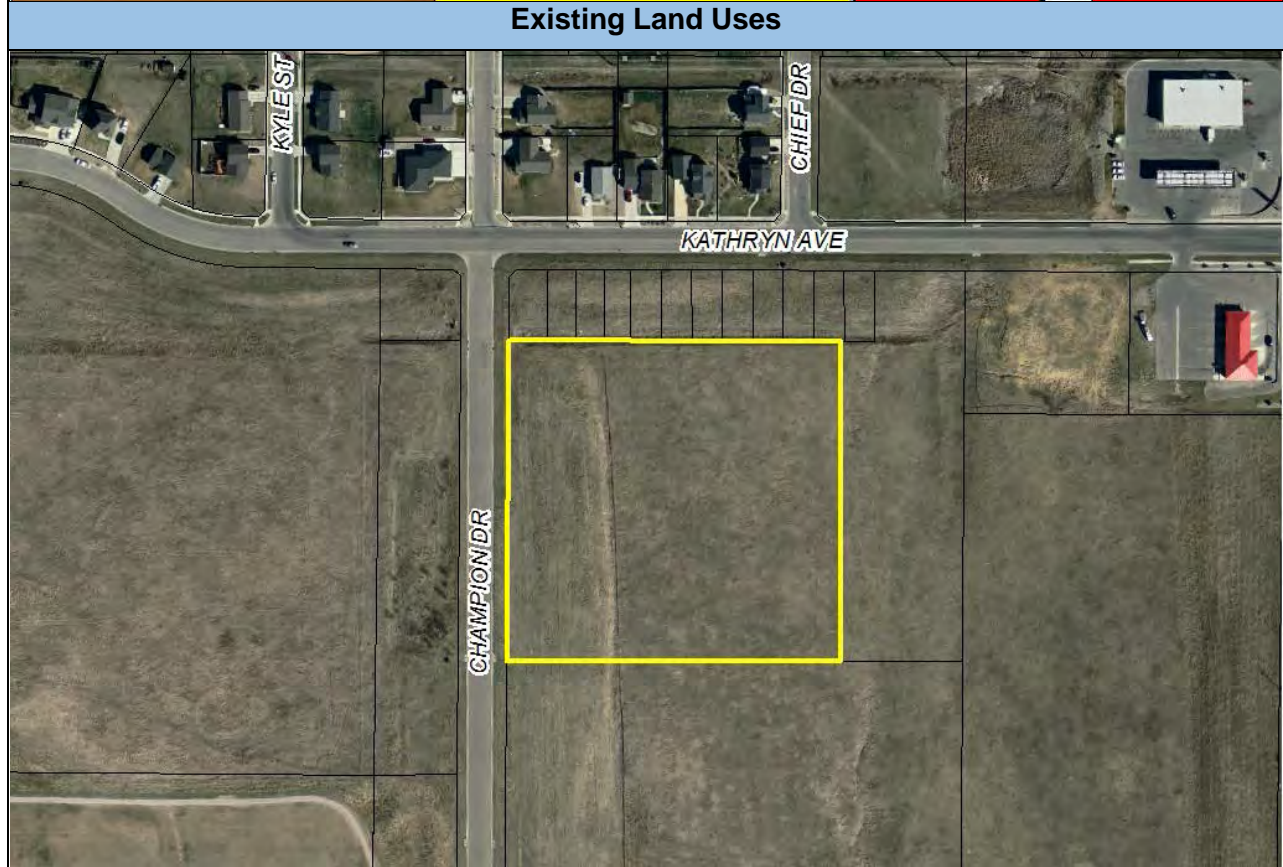 Existing Land Uses
KYLE ST
CHIEF DR
KATHRYN AVE
CHAMPION DR